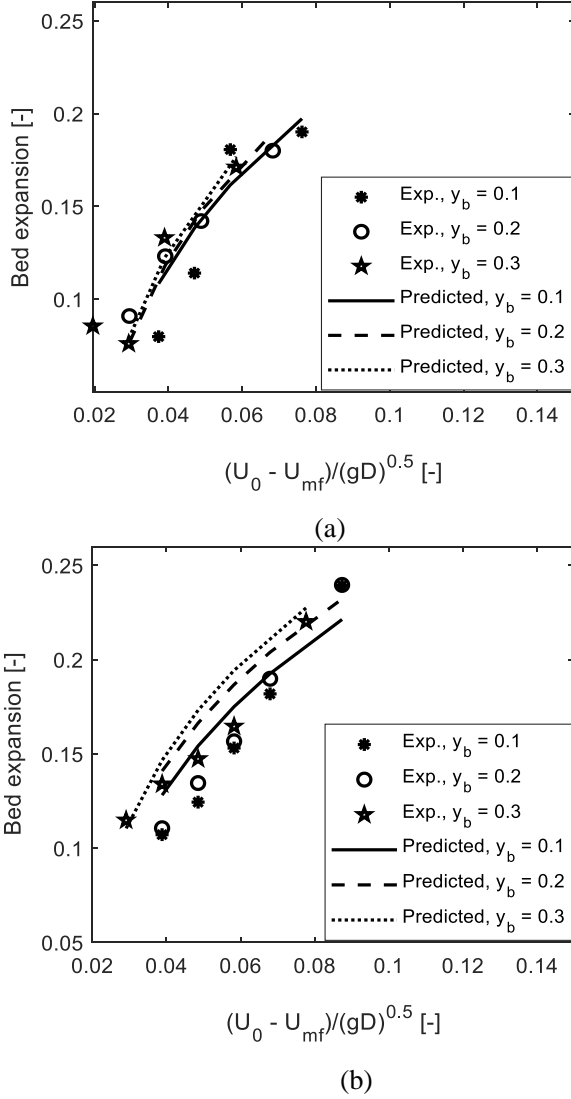 0.25
0.2
0.15
0.1
Bed expansion [-]
Exp., y_b = 0.1
Exp., y_b = 0.2
Exp., y_b = 0.3
Predicted, y_b = 0.1
Predicted, y_b = 0.2
Predicted, y_b = 0.3
0.02 0.04 0.06 0.08 0.1 0.12 0.14
(U_0 - U_mf)/(gD)^0.5 [-]
(a)
0.25
0.2
0.15
0.1
0.05
Bed expansion [-]
Exp., y_b = 0.1
Exp., y_b = 0.2
Exp., y_b = 0.3
Predicted, y_b = 0.1
Predicted, y_b = 0.2
Predicted, y_b = 0.3
0.02 0.04 0.06 0.08 0.1 0.12 0.14
(U_0 - U_mf)/(gD)^0.5 [-]
(b)